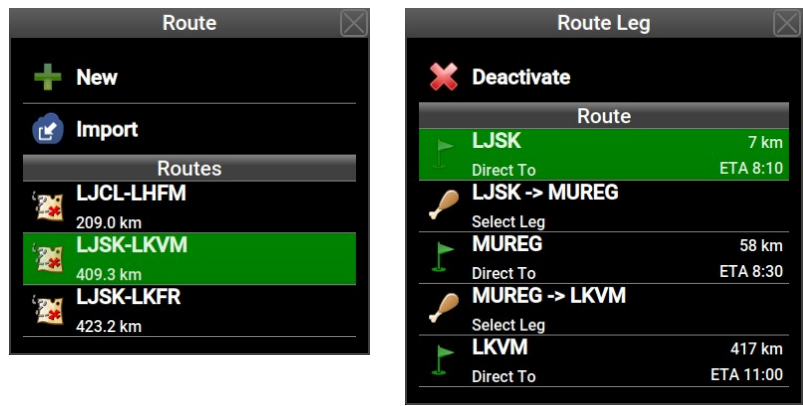 Route
New
Import
Routes
LJCL-LHFM
209.0 km
LJSK-LKVM
409.3 km
LJSK-LKFR
423.2 km
Route Leg
Deactivate
Route
LJSK 7 km
Direct To ETA 8:10
LJSK -> MUREG
Select Leg
MUREG 58 km
Direct To ETA 8:30
MUREG -> LKVM
Select Leg
LKVM 417 km
Direct To ETA 11:00